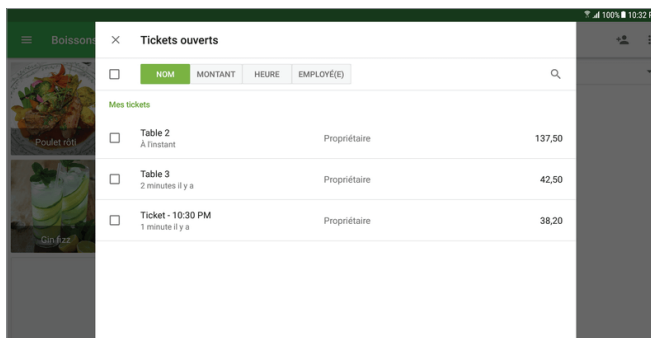 100% 10:32 P
Boissons
Tickets ouverts
NOM MONTANT HEURE EMPLOYÉ(E)
Mes tickets
Table 2 Propriétaire 137,50
À l'instant
Table 3 Propriétaire 42,50
2 minutes il y a
Ticket - 10:30 PM Propriétaire 38,20
1 minute il y a
Poulet rôti
Gin fizz